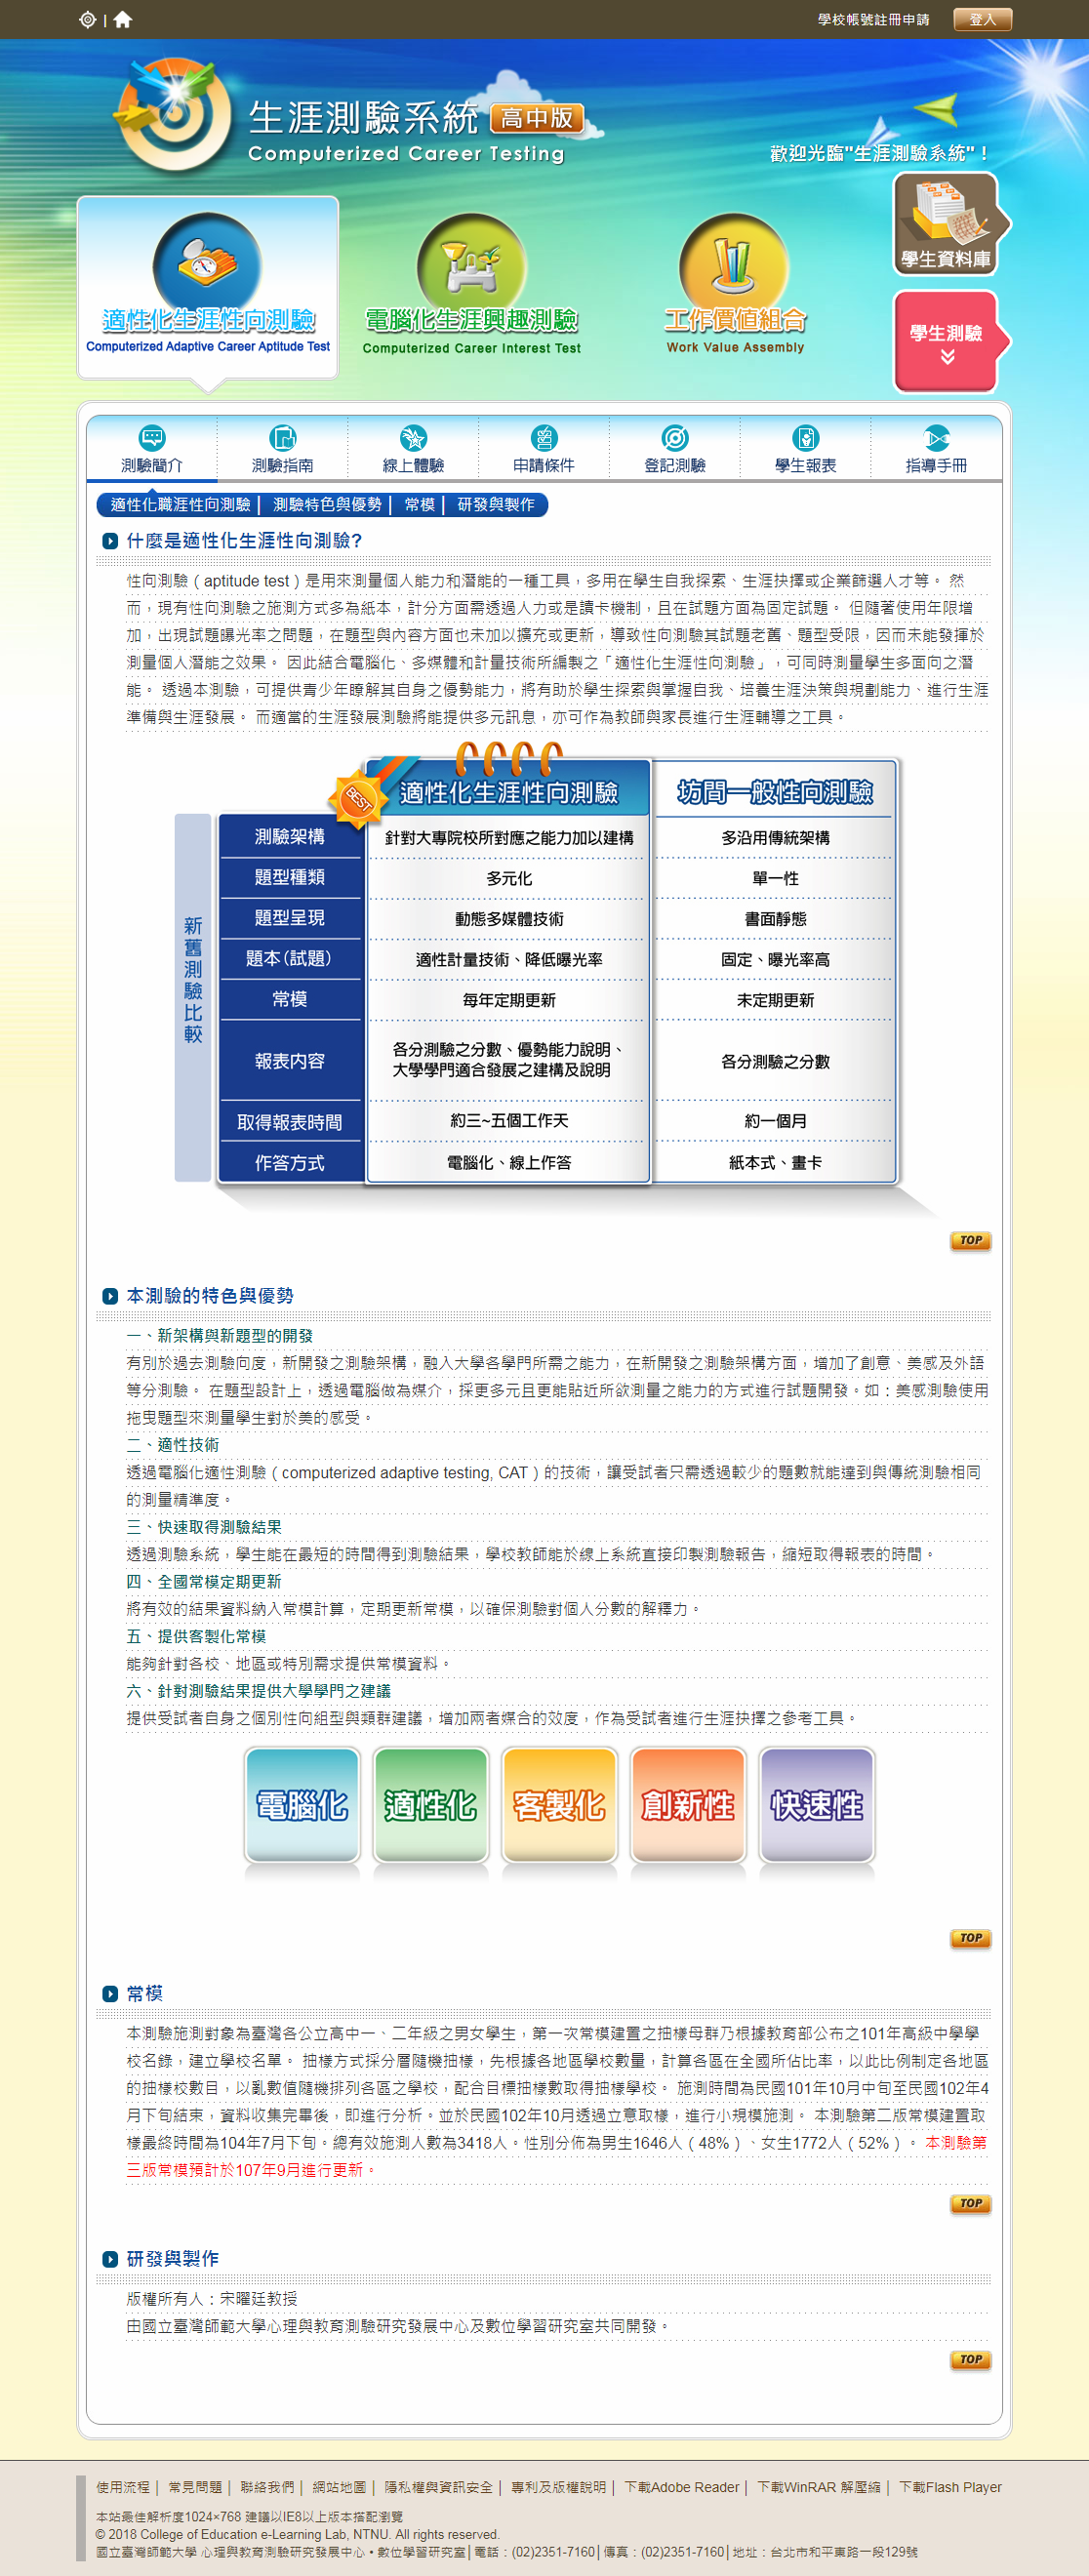 |
學校帳號註冊申請
登入
生涯測驗系統 高中版
Computerized Career Testing
歡迎光臨"生涯測驗系統"！
適性化生涯性向測驗
Computerized Adaptive Career Aptitude Test
電腦化生涯興趣測驗
Computerized Career Interest Test
工作價值組合
Work Value Assembly
學生資料庫
學生測驗
測驗簡介 測驗指南 線上體驗 申請條件 登記測驗 學生報表 指導手冊
適性化職涯性向測驗 | 測驗特色與優勢 | 常模 | 研發與製作
什麼是適性化生涯性向測驗?
性向測驗（aptitude test）是用來測量個人能力和潛能的一種工具，多用在學生自我探索、生涯抉擇或企業篩選人才等。 然
而，現有性向測驗之施測方式多為紙本，計分方面需透過人力或是讀卡機制，且在試題方面為固定試題。 但隨著使用年限增
加，出現試題曝光率之問題，在題型與內容方面也未加以擴充或更新，導致性向測驗其試題老舊、題型受限，因而未能發揮於
測量個人潛能之效果。 因此結合電腦化、多媒體和計量技術所編製之「適性化生涯性向測驗」，可同時測量學生多面向之潛
能。 透過本測驗，可提供青少年瞭解其自身之優勢能力，將有助於學生探索與掌握自我、培養生涯決策與規劃能力、進行生涯
準備與生涯發展。 而適當的生涯發展測驗將能提供多元訊息，亦可作為教師與家長進行生涯輔導之工具。
BEST
適性化生涯性向測驗 坊間一般性向測驗
新舊測驗比較
測驗架構 針對大專院校所對應之能力加以建構 多沿用傳統架構
題型種類 多元化 單一性
題型呈現 動態多媒體技術 書面靜態
題本(試題) 適性計量技術、降低曝光率 固定、曝光率高
常模 每年定期更新 未定期更新
報表內容 各分測驗之分數、優勢能力說明、
大學學門適合發展之建構及說明 各分測驗之分數
取得報表時間 約三~五個工作天 約一個月
作答方式 電腦化、線上作答 紙本式、畫卡
TOP
本測驗的特色與優勢
一、新架構與新題型的開發
有別於過去測驗向度，新開發之測驗架構，融入大學各學門所需之能力，在新開發之測驗架構方面，增加了創意、美感及外語
等分測驗。 在題型設計上，透過電腦做為媒介，採更多元且更能貼近所欲測量之能力的方式進行試題開發。如：美感測驗使用
拖曳題型來測量學生對於美的感受。
二、適性技術
透過電腦化適性測驗（computerized adaptive testing, CAT）的技術，讓受試者只需透過較少的題數就能達到與傳統測驗相同
的測量精準度。
三、快速取得測驗結果
透過測驗系統，學生能在最短的時間得到測驗結果，學校教師能於線上系統直接印製測驗報告，縮短取得報表的時間。
四、全國常模定期更新
將有效的結果資料納入常模計算，定期更新常模，以確保測驗對個人分數的解釋力。
五、提供客製化常模
能夠針對各校、地區或特別需求提供常模資料。
六、針對測驗結果提供大學學門之建議
提供受試者自身之個別性向組型與類群建議，增加兩者媒合的效度，作為受試者進行生涯抉擇之參考工具。
電腦化 適性化 客製化 創新性 快速性
TOP
常模
本測驗施測對象為臺灣各公立高中一、二年級之男女學生，第一次常模建置之抽樣母群乃根據教育部公布之101年高級中學學
校名錄，建立學校名單。 抽樣方式採分層隨機抽樣，先根據各地區學校數量，計算各區在全國所佔比率，以此比例制定各地區
的抽樣校數目，以亂數值隨機排列各區之學校，配合目標抽樣數取得抽樣學校。 施測時間為民國101年10月中旬至民國102年4
月下旬結束，資料收集完畢後，即進行分析。並於民國102年10月透過立意取樣，進行小規模施測。 本測驗第二版常模建置取
樣最終時間為104年7月下旬。總有效施測人數為3418人。性別分佈為男生1646人（48%）、女生1772人（52%）。 本測驗第
三版常模預計於107年9月進行更新。
TOP
研發與製作
版權所有人：宋曜廷教授
由國立臺灣師範大學心理與教育測驗研究發展中心及數位學習研究室共同開發。
TOP
使用流程 | 常見問題 | 聯絡我們 | 網站地圖 | 隱私權與資訊安全 | 專利及版權說明 | 下載Adobe Reader | 下載WinRAR 解壓縮 | 下載Flash Player
本站最佳解析度1024×768 建議以IE8以上版本搭配瀏覽
© 2018 College of Education e-Learning Lab, NTNU. All rights reserved.
國立臺灣師範大學 心理與教育測驗研究發展中心‧數位學習研究室│電話：(02)2351-7160│傳真：(02)2351-7160│地址：台北市和平東路一段129號